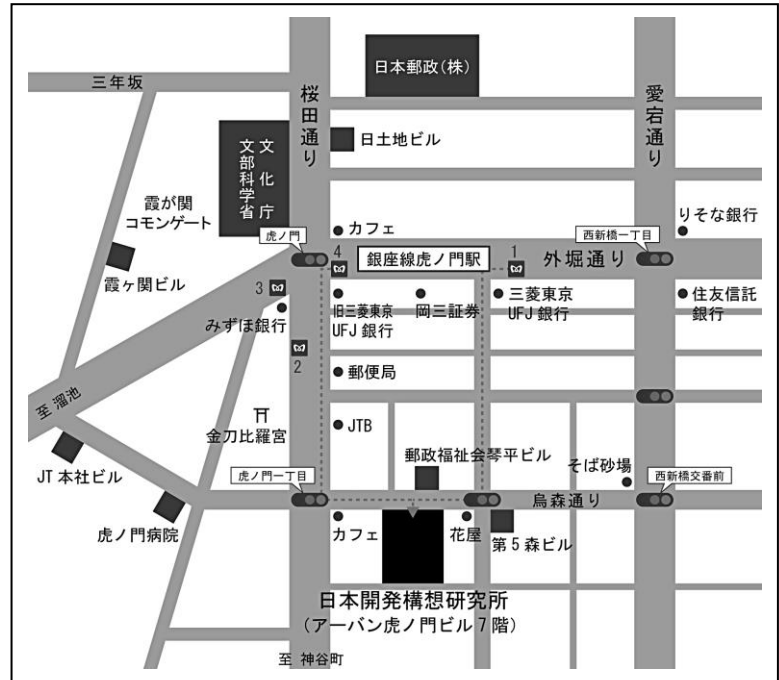 日本郵政(株)
三年坂
桜田通り
愛宕通り
文化庁
文部科学省
日土地ビル
霞が関
コモンゲート
カフェ
りそな銀行
虎ノ門
4
銀座線虎ノ門駅
1
西新橋一丁目
外堀通り
霞ヶ関ビル
3
みずほ銀行
旧三菱東京
UFJ 銀行
岡三証券
三菱東京
UFJ 銀行
住友信託
銀行
2
郵便局
至 溜池
金刀比羅宮
JTB
郵政福祉会琴平ビル
そば砂場
JT 本社ビル
虎ノ門一丁目
西新橋交番前
烏森通り
虎ノ門病院
カフェ
花屋
第5森ビル
日本開発構想研究所
(アーバン虎ノ門ビル7階)
至 神谷町